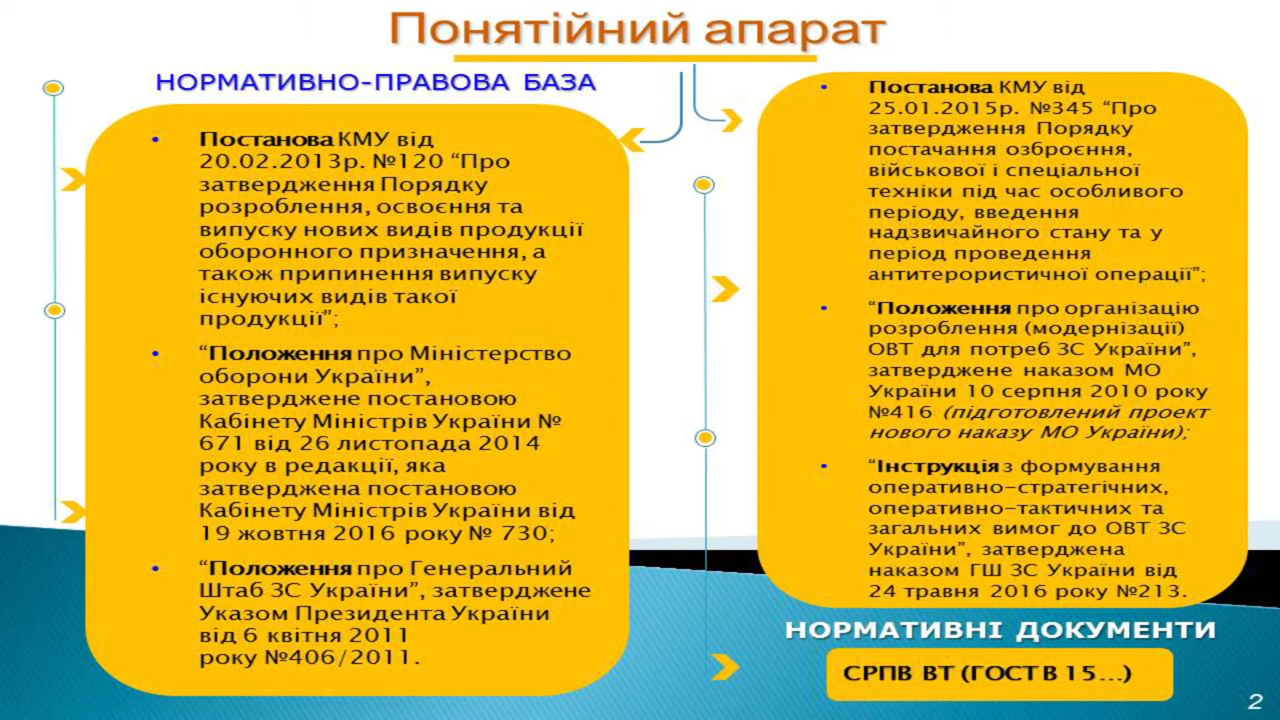 Понятійний апарат
НОРМАТИВНО-ПРАВОВА БАЗА
• Постанова КМУ від
20.02.2013р. №120 “Про
затвердження Порядку
розроблення, освоєння та
випуску нових видів продукції
оборонного призначення, а
також припинення випуску
існуючих видів такої
продукції”;
• “Положення про Міністерство
оборони України”,
затверджене постановою
Кабінету Міністрів України №
671 від 26 листопада 2014
року в редакції, яка
затверджена постановою
Кабінету Міністрів України від
19 жовтня 2016 року № 730;
• “Положення про Генеральний
Штаб ЗС України”, затверджене
Указом Президента України
від 6 квітня 2011
року №406/2011.
• Постанова КМУ від
25.01.2015р. №345 “Про
затвердження Порядку
постачання озброєння,
військової і спеціальної
техніки під час особливого
періоду, введення
надзвичайного стану та у
період проведення
антитерористичної операції”;
• “Положення про організацію
розроблення (модернізації)
ОВТ для потреб ЗС України”,
затверджене наказом МО
України 10 серпня 2010 року
№416 (підготовлений проект
нового наказу МО України);
• “Інструкція з формування
оперативно-стратегічних,
оперативно-тактичних та
загальних вимог до ОВТ ЗС
України”, затверджена
наказом ГШ ЗС України від
24 травня 2016 року №213.
НОРМАТИВНІ ДОКУМЕНТИ
СРПВ ВТ (ГОСТ В 15...)
2